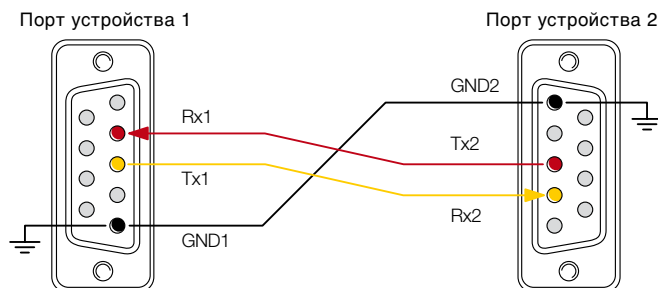 Порт устройства 1
Порт устройства 2
GND2
Rx1
Tx2
Tx1
Rx2
GND1